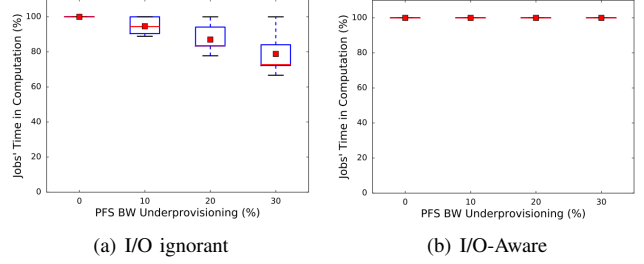 Jobs' Time in Computation (%)
100
80
60
40
20
0
0 10 20 30
PFS BW Underprovisioning (%)
(a) I/O ignorant
Jobs' Time in Computation (%)
100
80
60
40
20
0
0 10 20 30
PFS BW Underprovisioning (%)
(b) I/O-Aware